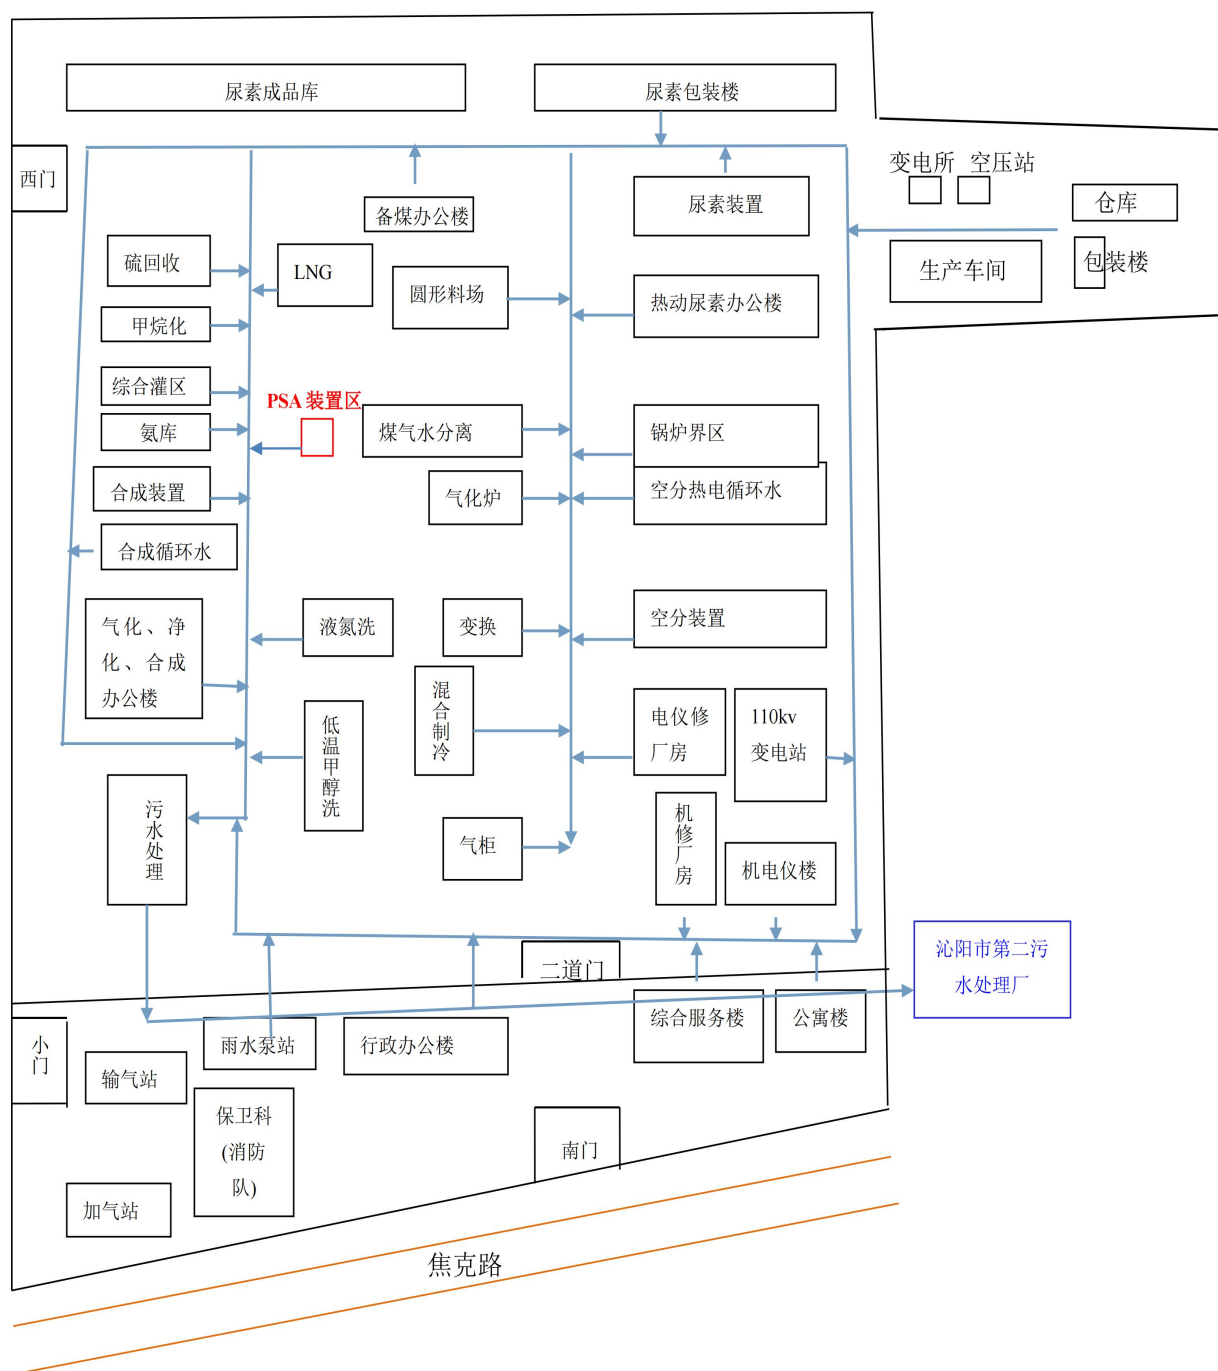 尿素成品库
尿素包装楼
西门
变电所
空压站
仓库
备煤办公楼
尿素装置
硫回收
LNG
生产车间
包装楼
圆形料场
热动尿素办公楼
甲烷化
综合灌区
PSA 装置区
氨库
煤气水分离
锅炉界区
合成装置
气化炉
空分热电循环水
合成循环水
气化、净
化、合成
办公楼
液氮洗
变换
空分装置
混
合
制
冷
电仪修
厂房
110kv
变电站
低
温
甲
醇
洗
污
水
处
理
机
修
厂
房
气柜
机电仪楼
二道门
沁阳市第二污
水处理厂
小
门
雨水泵站
行政办公楼
综合服务楼
公寓楼
输气站
保卫科
(消防
队)
南门
加气站
焦克路